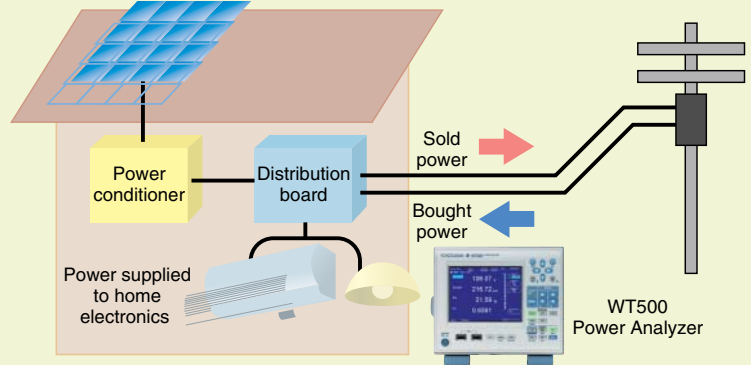 Power
conditioner
Distribution
board
Sold
power
Bought
power
Power supplied
to home
electronics
WT500
Power Analyzer